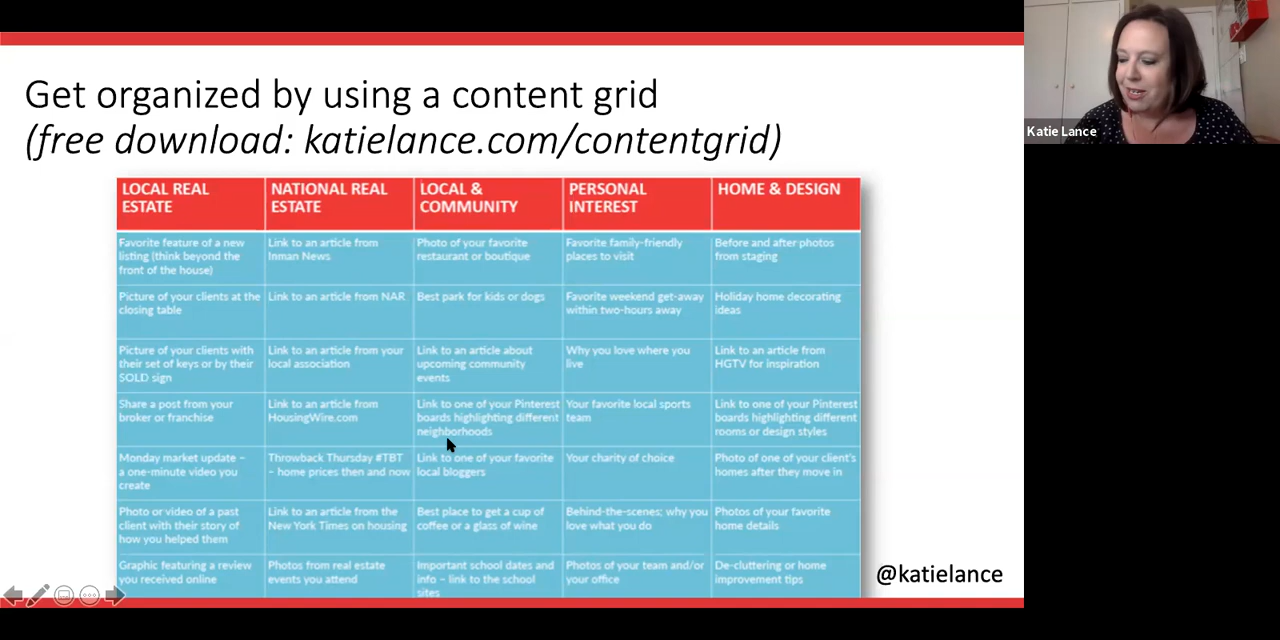 Get organized by using a content grid
(free download: katielance.com/contentgrid)
LOCAL REAL
ESTATE
NATIONAL REAL
ESTATE
LOCAL &
COMMUNITY
PERSONAL
INTEREST
HOME & DESIGN
Favorite feature of a new
listing (think beyond the
front of the house)
Link to an article from
Inman News
Photo of your favorite
restaurant or boutique
Favorite family-friendly
places to visit
Before and after photos
from staging
Picture of your clients at the
closing table
Link to an article from NAR
Best park for kids or dogs
Favorite weekend get-away
within two-hours away
Holiday home decorating
ideas
Picture of your clients with
their set of keys or by their
SOLD sign
Link to an article from your
local association
Link to an article about
upcoming community
events
Why you love where you
live
Link to an article from
HGTV for inspiration
Share a post from your
broker or franchise
Link to an article from
HousingWire.com
Link to one of your Pinterest
boards highlighting different
neighborhoods
Your favorite local sports
team
Link to one of your Pinterest
boards highlighting different
rooms or design styles
Monday market update –
a one-minute video you
create
Throwback Thursday #TBT
– home prices then and now
Link to one of your favorite
local bloggers
Your charity of choice
Photo of one of your client's
homes after they move in
Photo or video of a past
client with their story of
how you helped them
Link to an article from the
New York Times on housing
Best place to get a cup of
coffee or a glass of wine
Behind-the-scenes; why you
love what you do
Photos of your favorite
home details
Graphic featuring a review
you received online
Photos from real estate
events you attend
Important school dates and
info – link to the school
sites
Photos of your team and/or
your office
De-cluttering or home
improvement tips
@katielance
Katie Lance